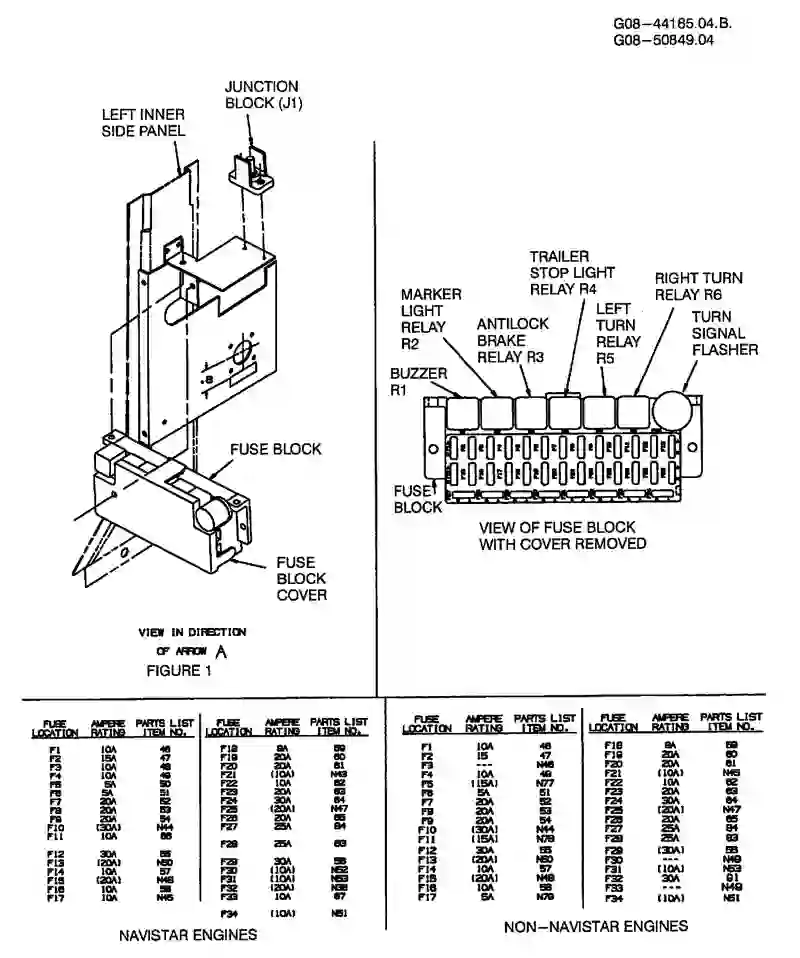 G08-44165.04.B.
G08-50849.04
JUNCTION
BLOCK (J1)
LEFT INNER
SIDE PANEL
FUSE BLOCK
FUSE
BLOCK
COVER
VIEW IN DIRECTION
OF ARROW A
FIGURE 1
TRAILER
STOP LIGHT
RELAY R4
RIGHT TURN
RELAY R6
MARKER
LIGHT
RELAY
R2
ANTILOCK
BRAKE
RELAY R3
LEFT
TURN
RELAY
R5
TURN
SIGNAL
FLASHER
BUZZER
R1
FUSE
BLOCK
VIEW OF FUSE BLOCK
WITH COVER REMOVED
FUSE LOCATION AMPERE RATING PARTS LIST ITEM NO.
F1 10A 46
F2 15A 47
F3 10A 48
F4 10A 49
F5 5A 50
F6 5A 51
F7 20A 52
F8 20A 53
F9 20A 54
F10 (30A) N44
F11 10A
F12 30A 55
F13 (20A) N50
F14 10A 57
F15 (20A) N48
F16 10A 58
F17 10A N45
FUSE LOCATION AMPERE RATING PARTS LIST ITEM NO.
F18 59
F19 20A 60
F20 20A 61
F21 (10A) N43
F22 10A 62
F23 20A 63
F24 30A 64
F25 (20A) N47
F26 20A 65
F27 25A 84
F28 25A 83
F29 30A 56
F30 (10A) N52
F31 (10A) N53
F32 (20A) N38
F33 10A 67
F34 (10A) N51
NAVISTAR ENGINES
FUSE LOCATION AMPERE RATING PARTS LIST ITEM NO.
F1 10A 46
F2 15 47
F3 --- N46
F4 10A 49
F5 (15A) N77
F6 5A 51
F7 20A 52
F8 20A 53
F9 20A 54
F10 (30A) N44
F11 (15A) N78
F12 30A 55
F13 (20A) N50
F14 10A 57
F15 (20A) N48
F16 10A 58
F17 5A N79
FUSE LOCATION AMPERE RATING PARTS LIST ITEM NO.
F18 59
F19 20A 60
F20 20A 61
F21 (10A) N45
F22 10A 62
F23 20A 63
F24 30A 64
F25 (20A) N47
F26 20A 65
F27 25A 84
F28 25A 83
F29 (30A) 56
F30 --- N49
F31 (10A) N53
F32 30A 91
F33 --- N49
F34 (10A) N51
NON-NAVISTAR ENGINES